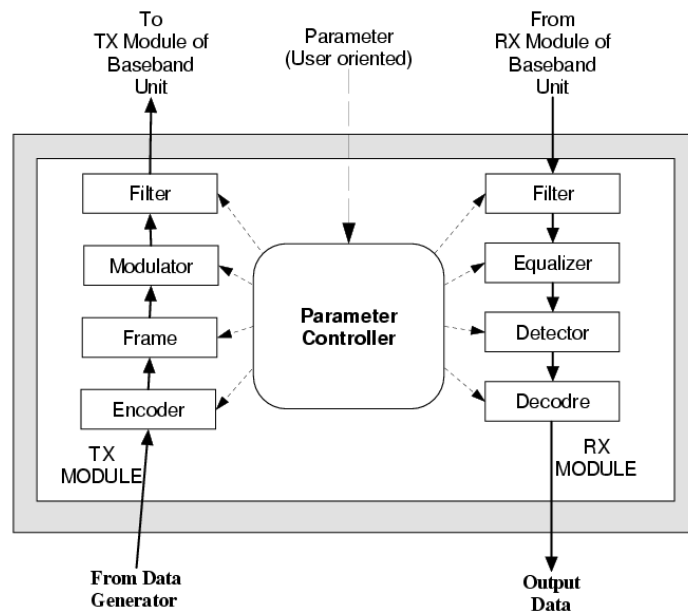 To
TX Module of
Baseband
Unit
Parameter
(User oriented)
From
RX Module of
Baseband
Unit
Filter
Modulator
Frame
Encoder
TX
MODULE
Parameter
Controller
Filter
Equalizer
Detector
Decodre
RX
MODULE
From Data
Generator
Output
Data